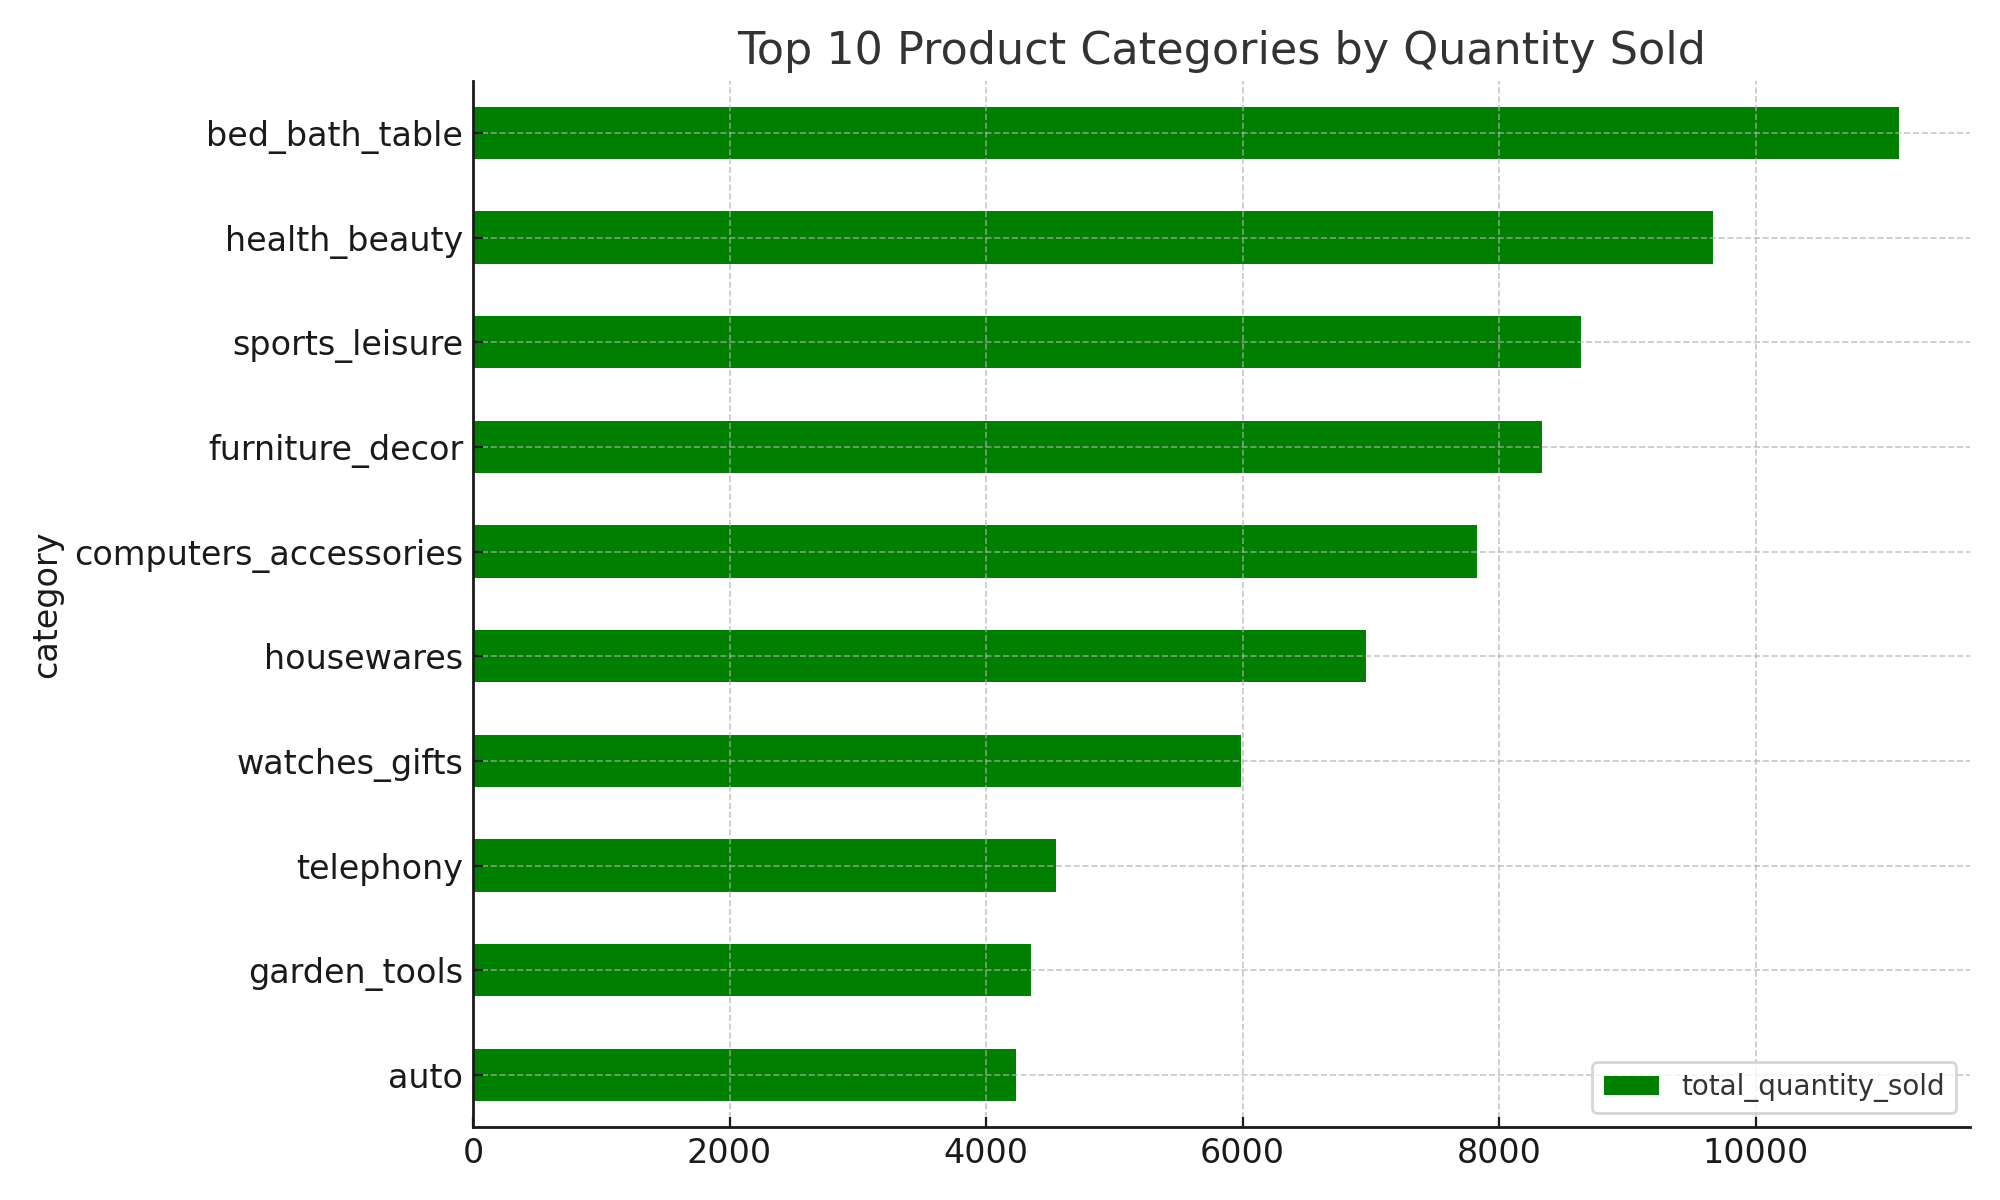 Top 10 Product Categories by Quantity Sold
category
bed_bath_table
health_beauty
sports_leisure
furniture_decor
computers_accessories
housewares
watches_gifts
telephony
garden_tools
auto
total_quantity_sold
0 2000 4000 6000 8000 10000